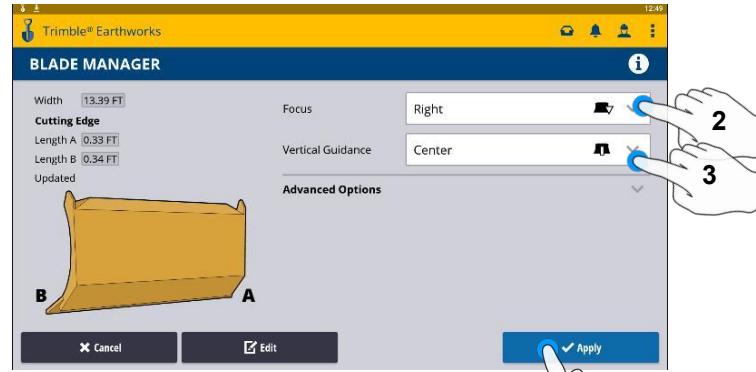 12:49
Trimble® Earthworks
BLADE MANAGER
Width 13.39 FT
Cutting Edge
Length A 0.33 FT
Length B 0.34 FT
Updated
B
A
Focus Right
Vertical Guidance Center
Advanced Options
2
3
Cancel
Edit
Apply